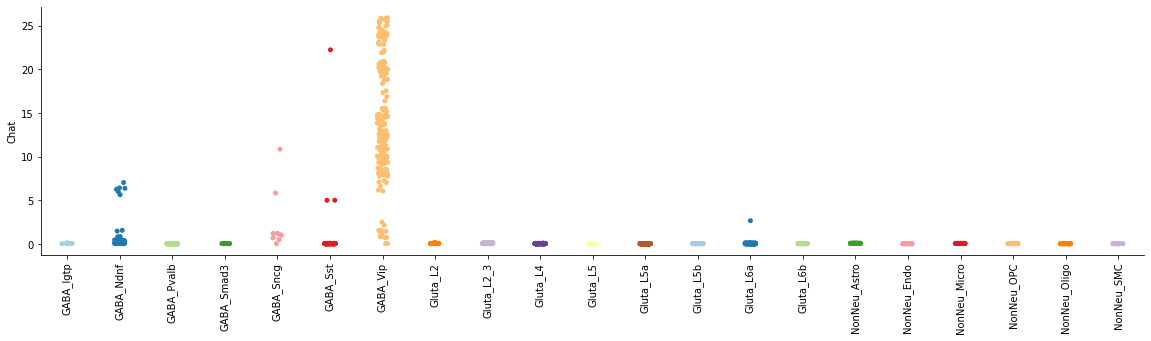 25
20
15
10
5
0
Chat
GABA_Igtp
GABA_Ndnf
GABA_Pvalb
GABA_Smad3
GABA_Sncg
GABA_Sst
GABA_Vip
Gluta_L2
Gluta_L2_3
Gluta_L4
Gluta_L5
Gluta_L5a
Gluta_L5b
Gluta_L6a
Gluta_L6b
NonNeu_Astro
NonNeu_Endo
NonNeu_Micro
NonNeu_OPC
NonNeu_Oligo
NonNeu_SMC